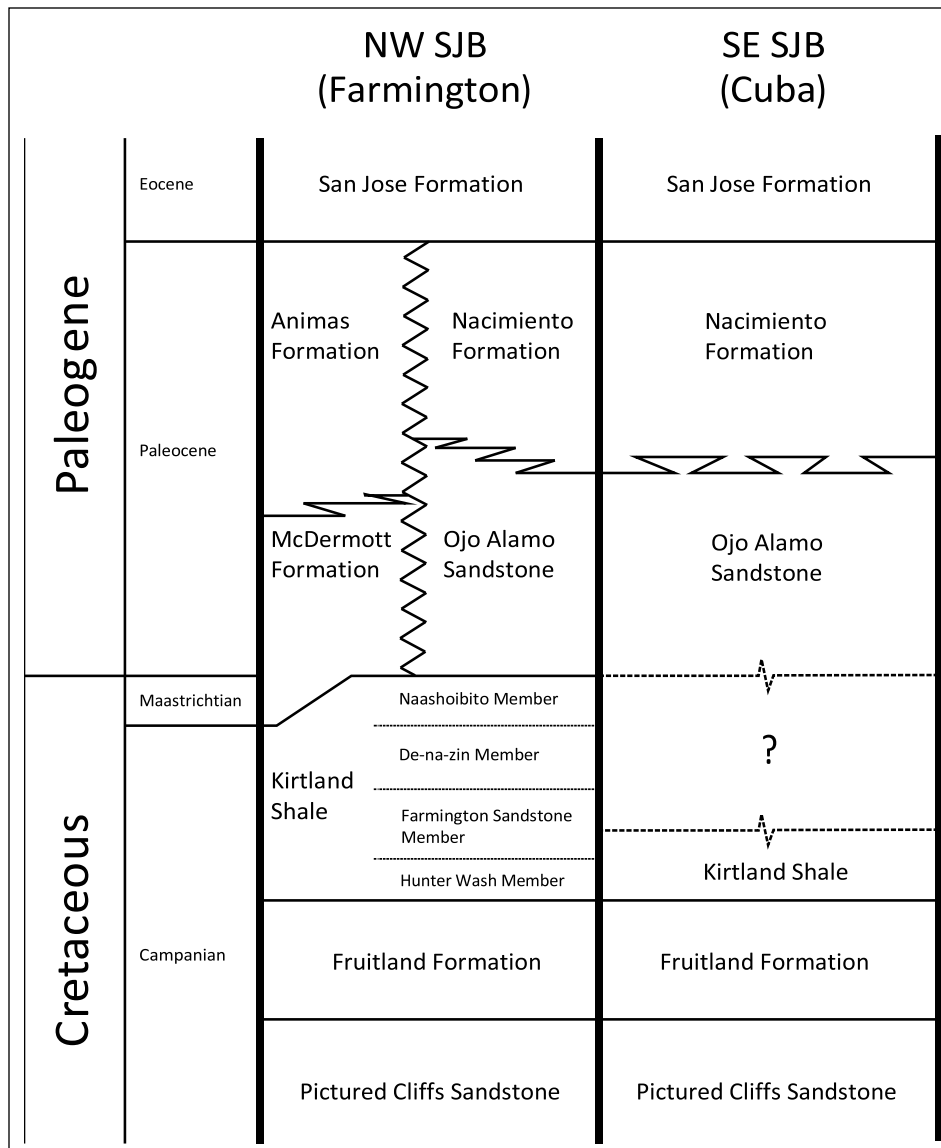 NW SJB
(Farmington)
SE SJB
(Cuba)
Paleogene
Eocene
San Jose Formation
San Jose Formation
Paleocene
Animas
Formation
Nacimiento
Formation
Nacimiento
Formation
McDermott
Formation
Ojo Alamo
Sandstone
Ojo Alamo
Sandstone
Cretaceous
Maastrichtian
Naashoibito Member
De-na-zin Member
?
Kirtland
Shale
Farmington Sandstone
Member
Hunter Wash Member
Kirtland Shale
Campanian
Fruitland Formation
Fruitland Formation
Pictured Cliffs Sandstone
Pictured Cliffs Sandstone